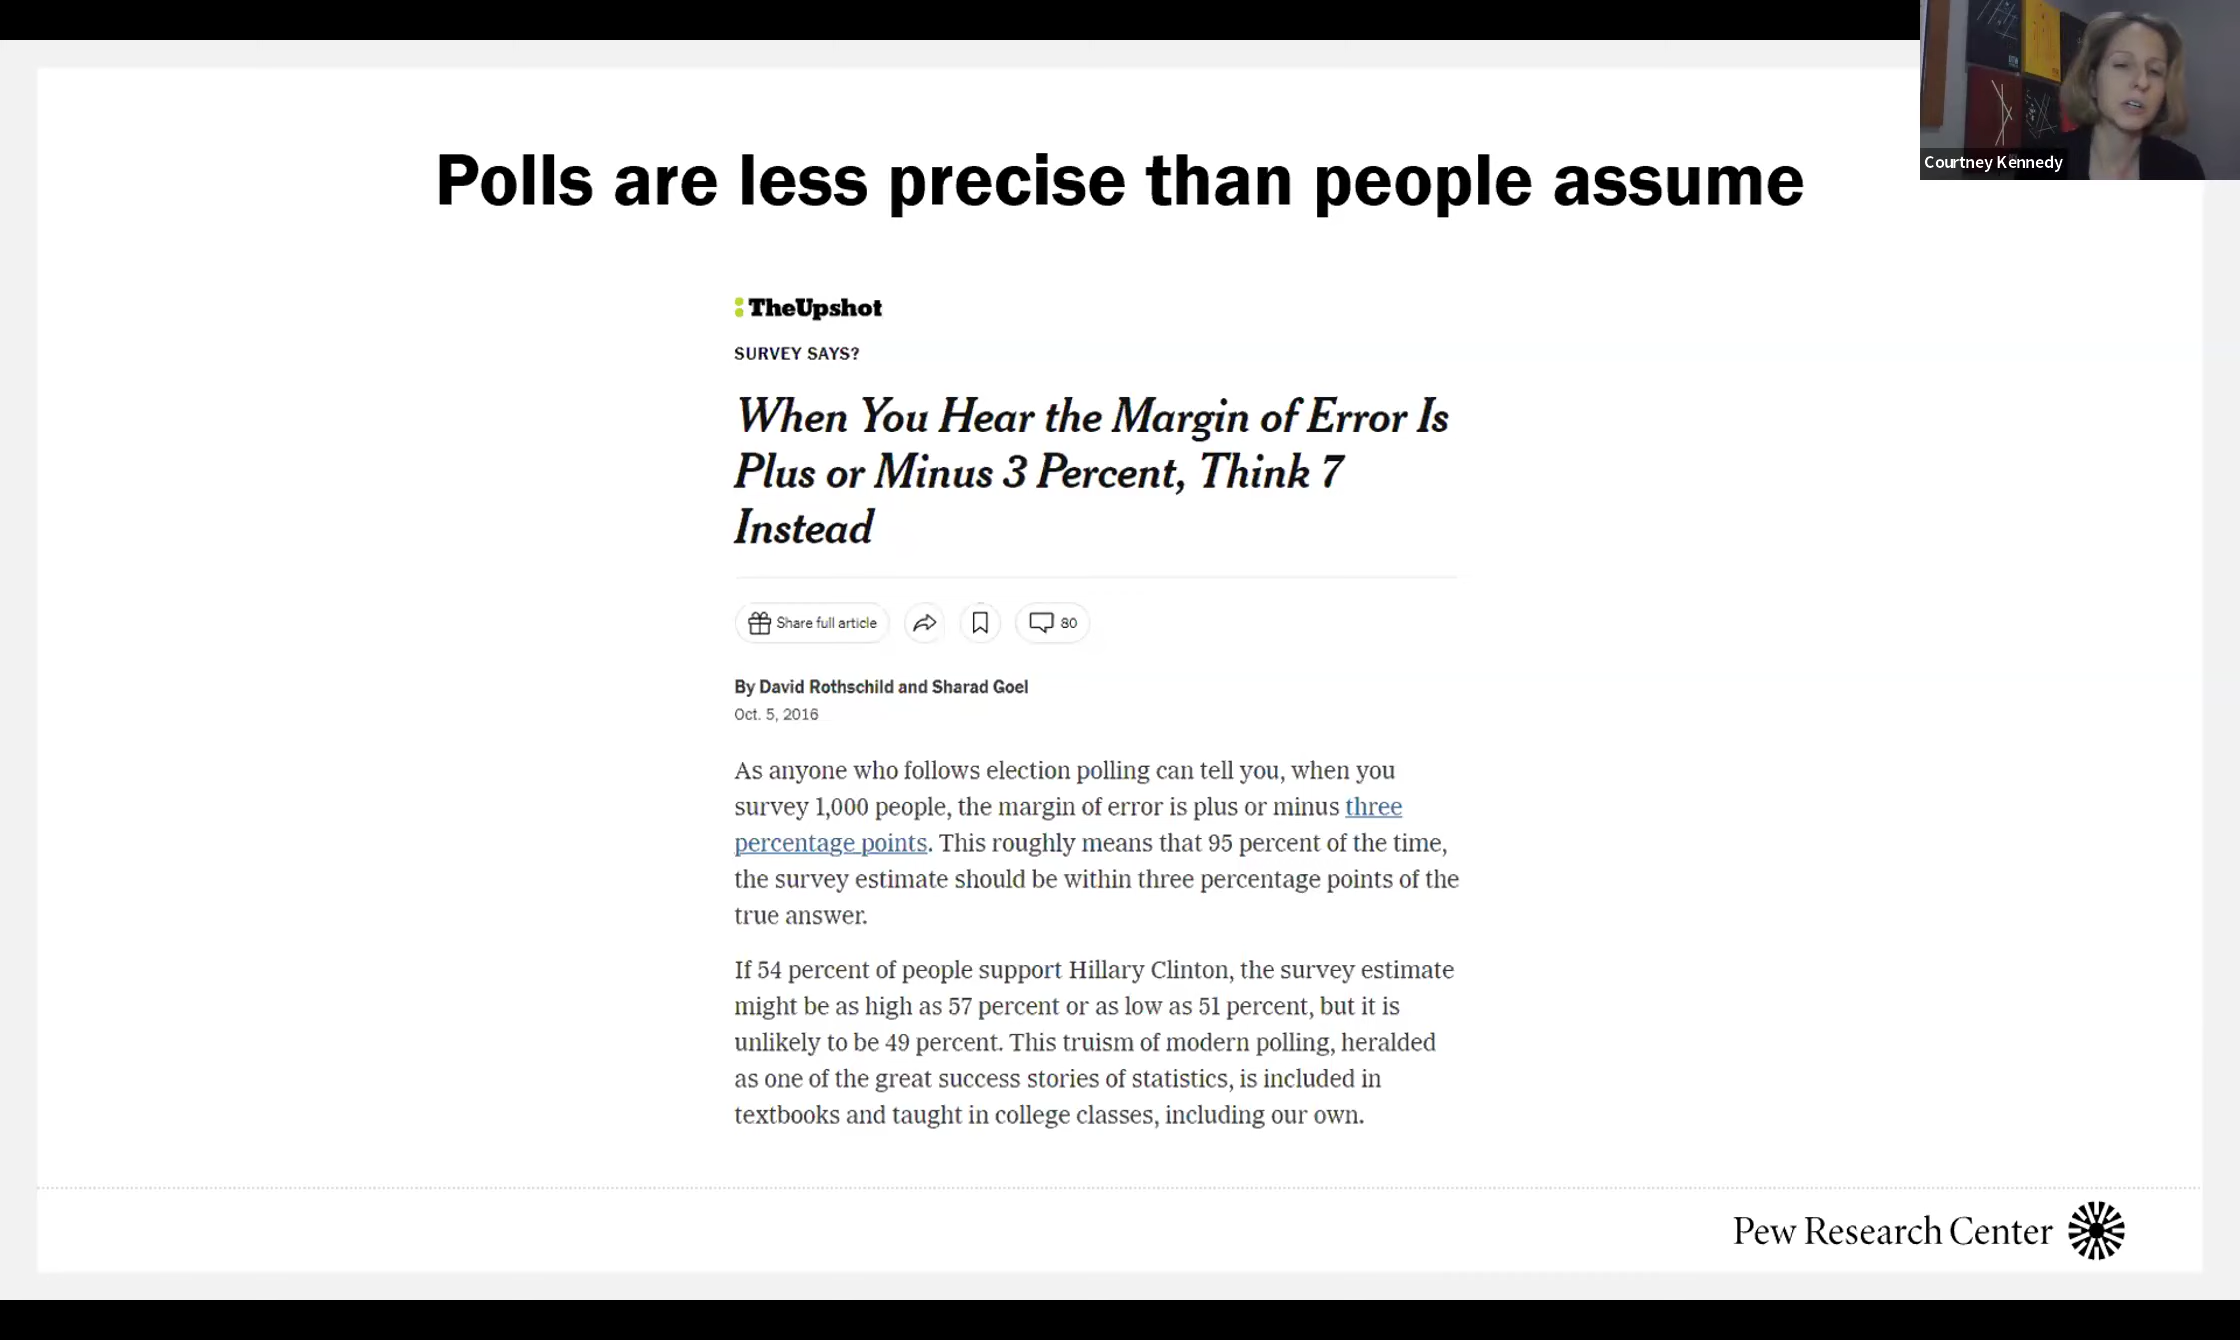 Polls are less precise than people assume
Courtney Kennedy
TheUpshot
SURVEY SAYS?
When You Hear the Margin of Error Is
Plus or Minus 3 Percent, Think 7
Instead
Share full article
80
By David Rothschild and Sharad Goel
Oct. 5, 2016
As anyone who follows election polling can tell you, when you
survey 1,000 people, the margin of error is plus or minus three
percentage points. This roughly means that 95 percent of the time,
the survey estimate should be within three percentage points of the
true answer.
If 54 percent of people support Hillary Clinton, the survey estimate
might be as high as 57 percent or as low as 51 percent, but it is
unlikely to be 49 percent. This truism of modern polling, heralded
as one of the great success stories of statistics, is included in
textbooks and taught in college classes, including our own.
Pew Research Center